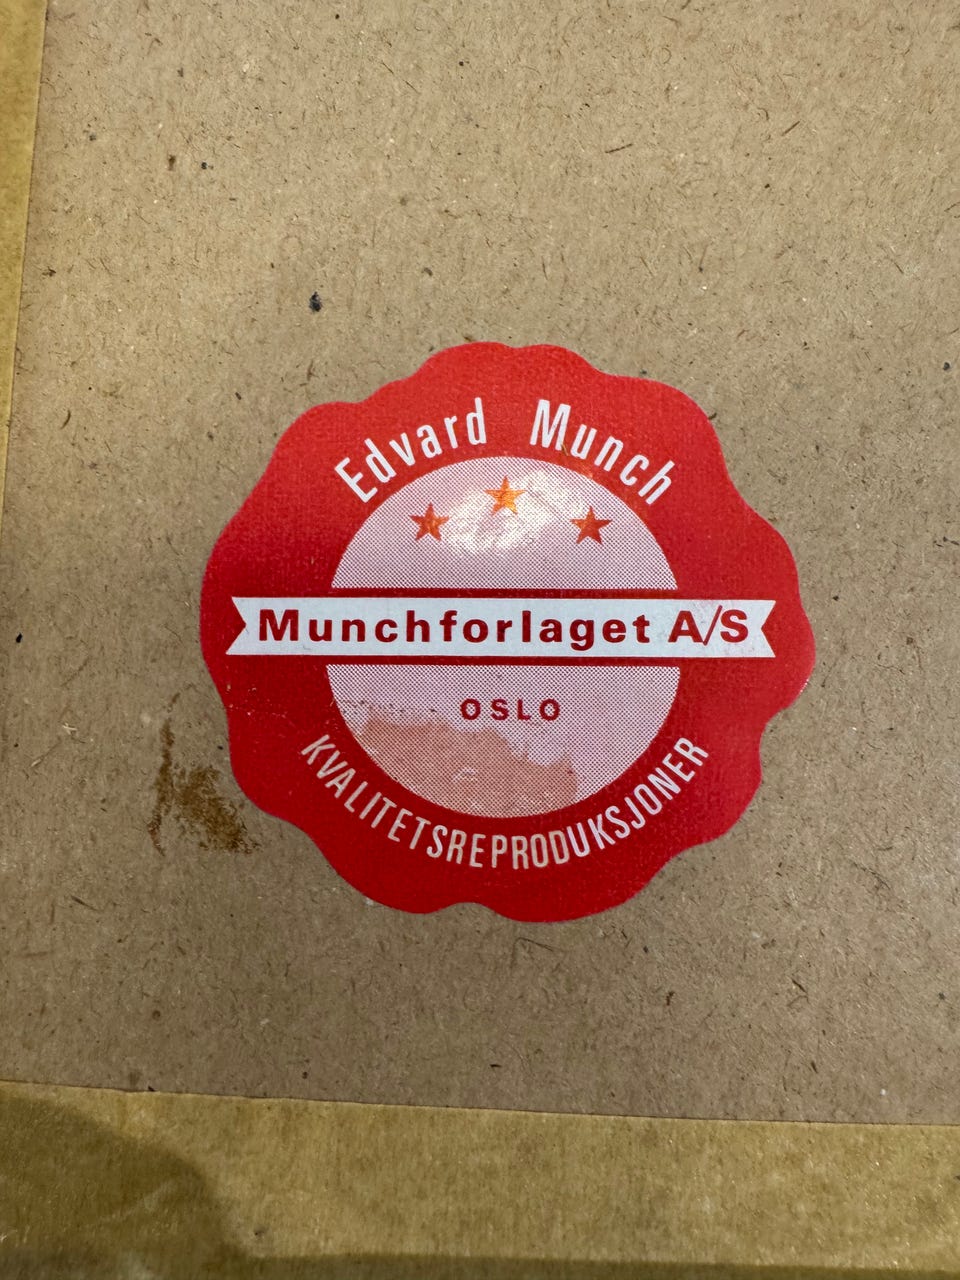 Edvard Munch
Munchforlaget A/S
OSLO
KVALITETSREPRODUKSJONER